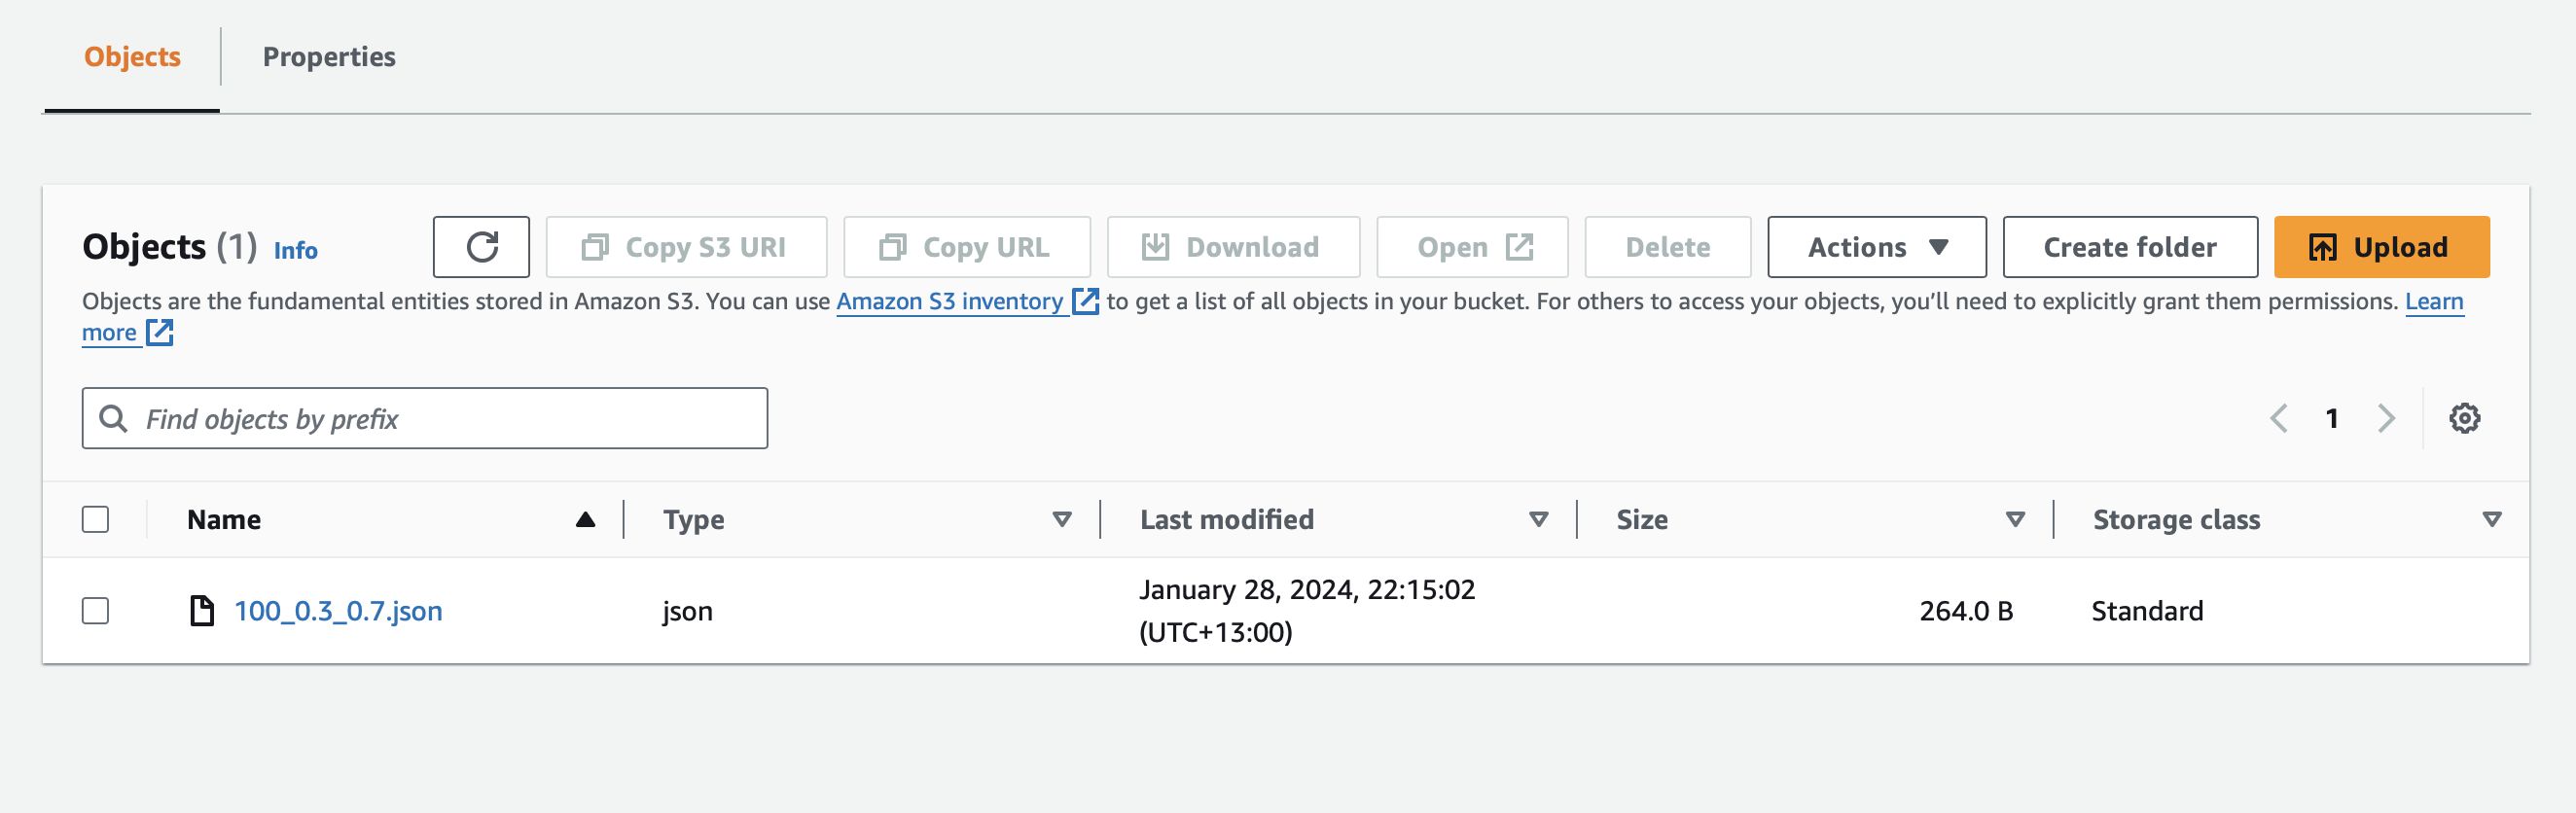 Objects
Properties
Objects (1) Info
Copy S3 URI
Copy URL
Download
Open
Delete
Actions
Create folder
Upload
Objects are the fundamental entities stored in Amazon S3. You can use Amazon S3 inventory to get a list of all objects in your bucket. For others to access your objects, you’ll need to explicitly grant them permissions. Learn
more
Find objects by prefix
1
Name
Type
Last modified
Size
Storage class
100_0.3_0.7.json
json
January 28, 2024, 22:15:02
(UTC+13:00)
264.0 B
Standard